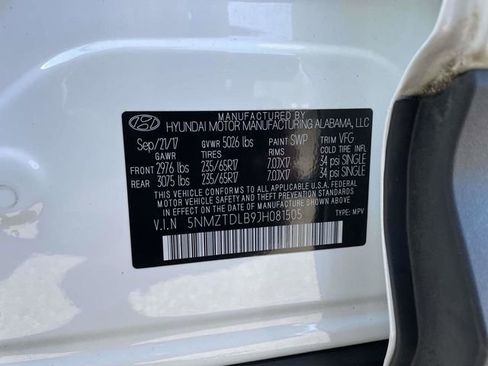 MANUFACTURED BY
HYUNDAI MOTOR MANUFACTURING ALABAMA, LLC
Sep/21/17 GVWR 5026 lbs PAINT SWP TRIM VFG
GAWR TIRES RIMS COLD TIRE
FRONT 2976 lbs 235/65R17 7.0JX17 34 psi SINGLE
REAR 3075 lbs 235/65R17 7.0JX17 34 psi SINGLE
THIS VEHICLE CONFORMS TO ALL APPLICABLE FEDERAL
MOTOR VEHICLE SAFETY AND BUMPER STANDARDS IN
EFFECT ON THE DATE OF MANUFACTURE SHOWN ABOVE.
V.I.N 5NMZTDLB9JH081505 TYPE: MPV